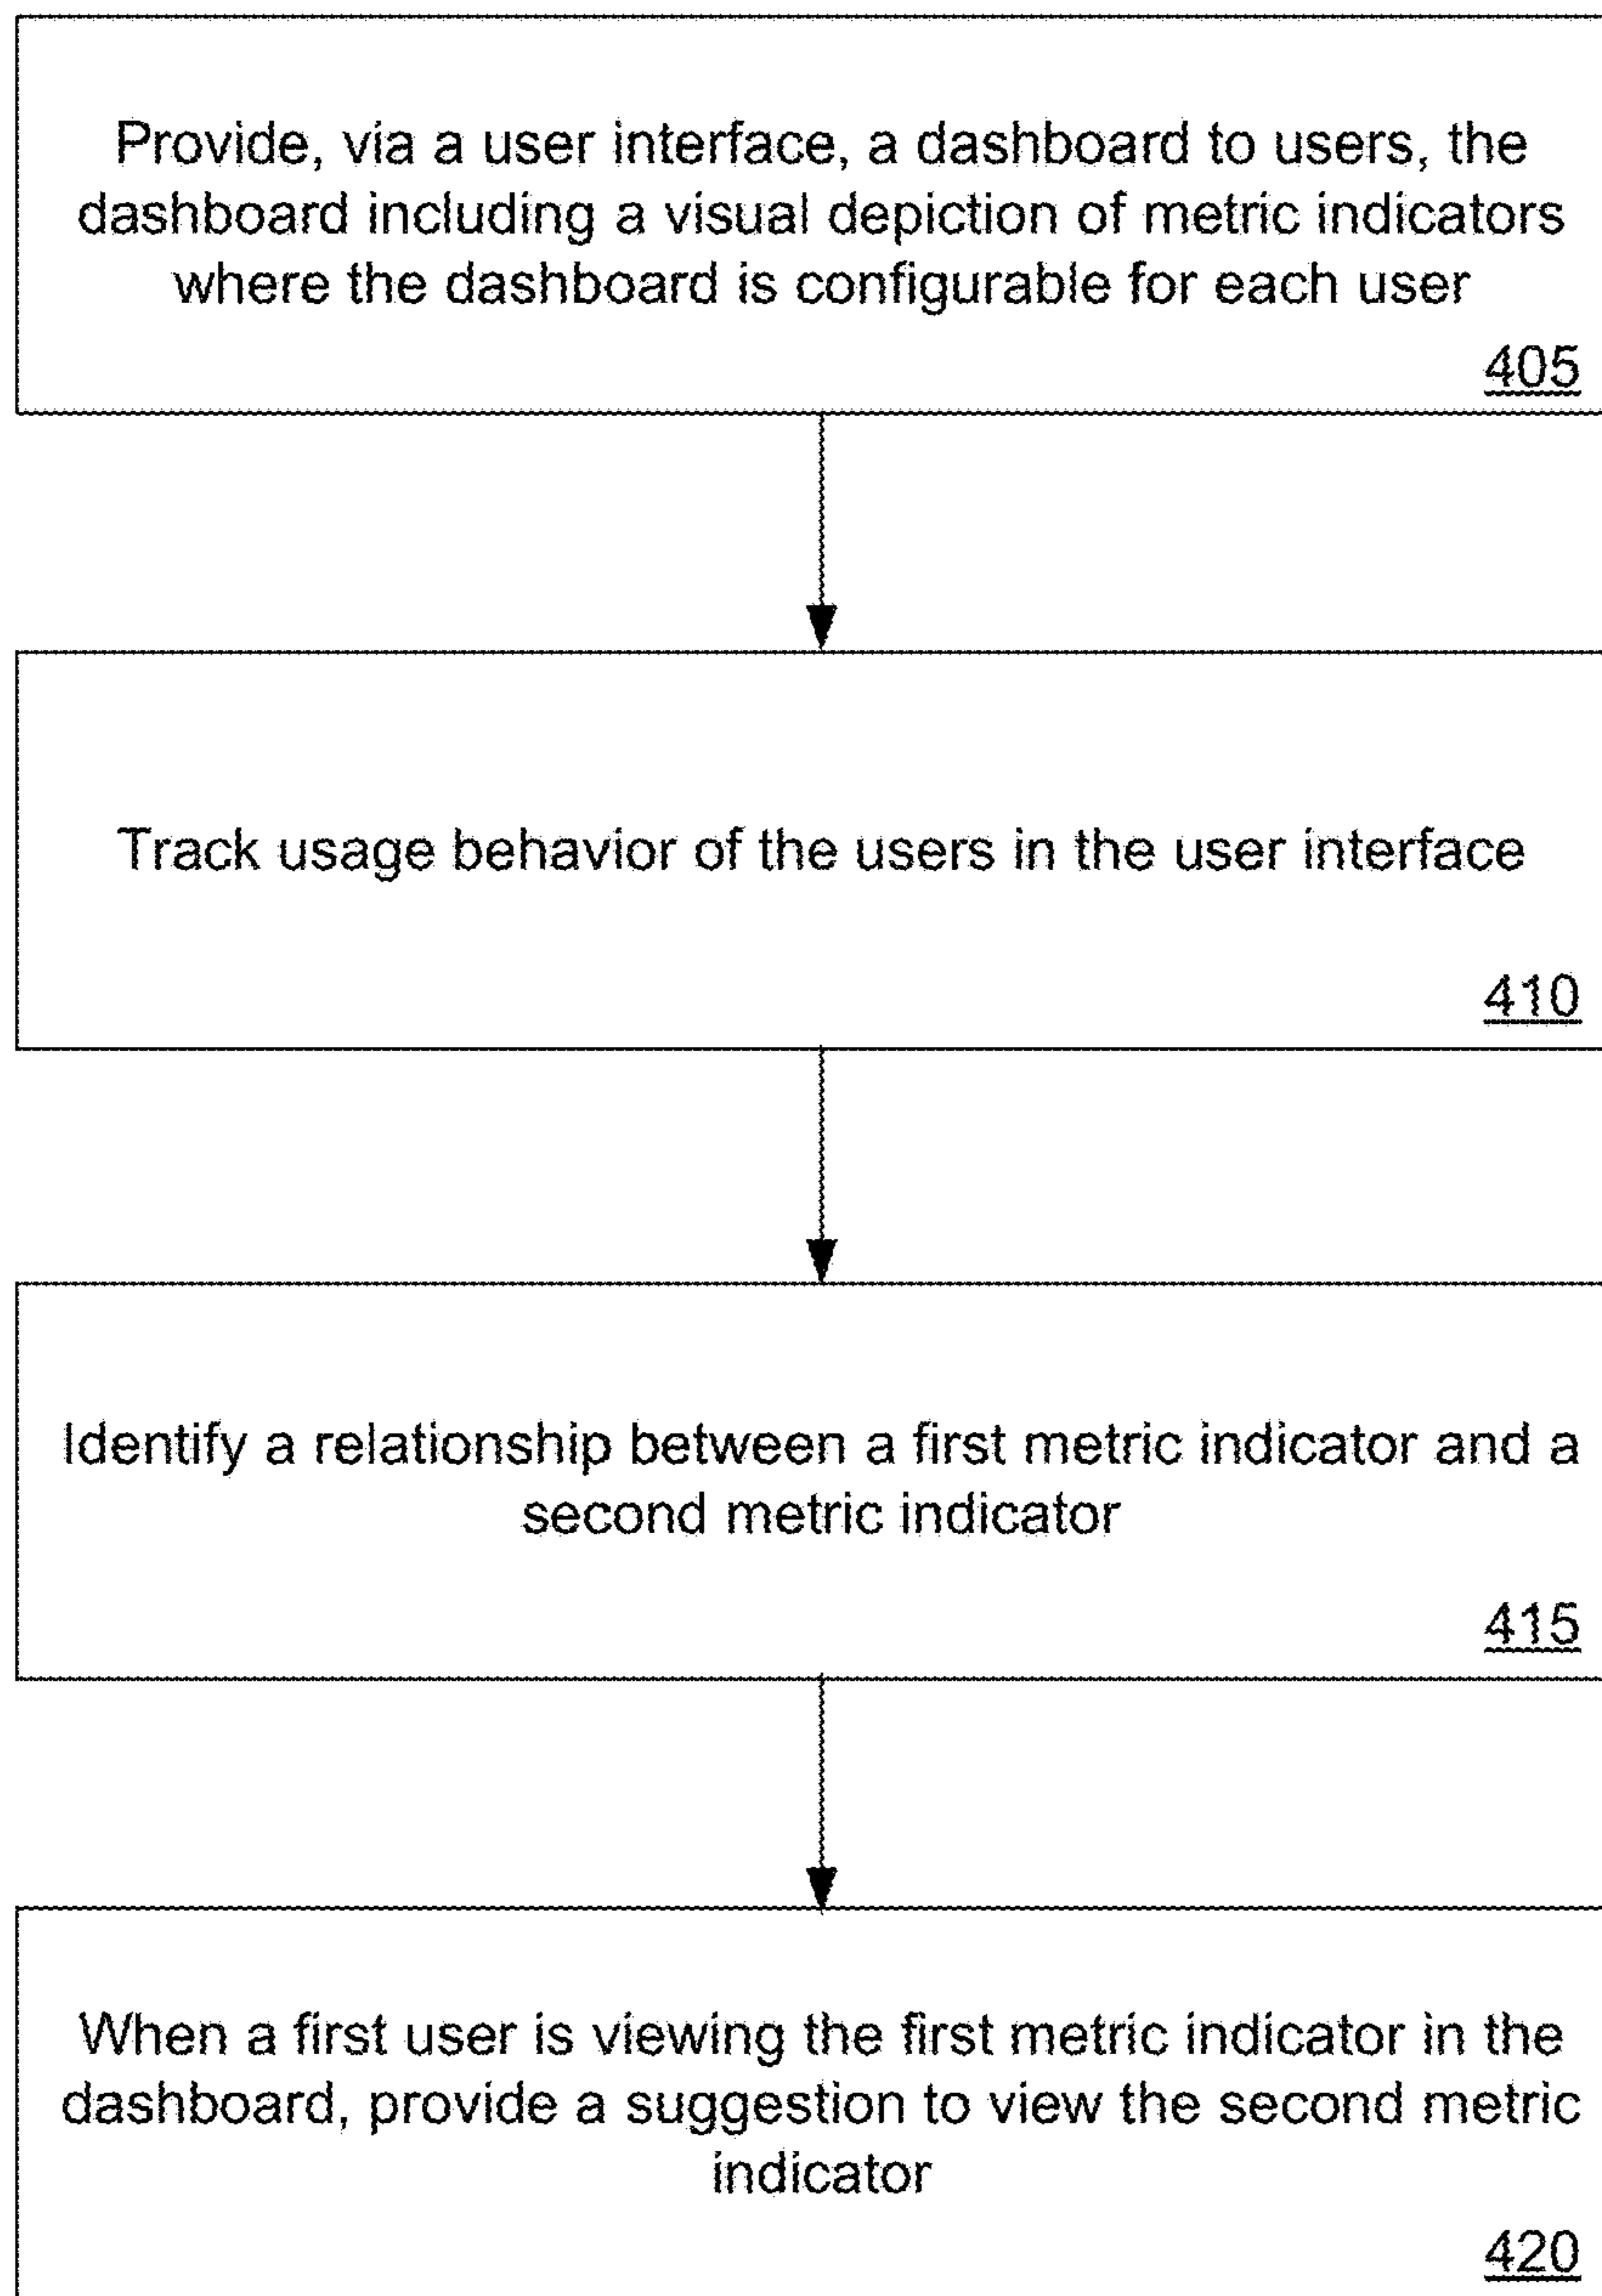 Provide, via a user interface, a dashboard to users, the
dashboard including a visual depiction of metric indicators
where the dashboard is configurable for each user
405
Track usage behavior of the users in the user interface
410
Identify a relationship between a first metric indicator and a
second metric indicator
415
When a first user is viewing the first metric indicator in the
dashboard, provide a suggestion to view the second metric
indicator
420